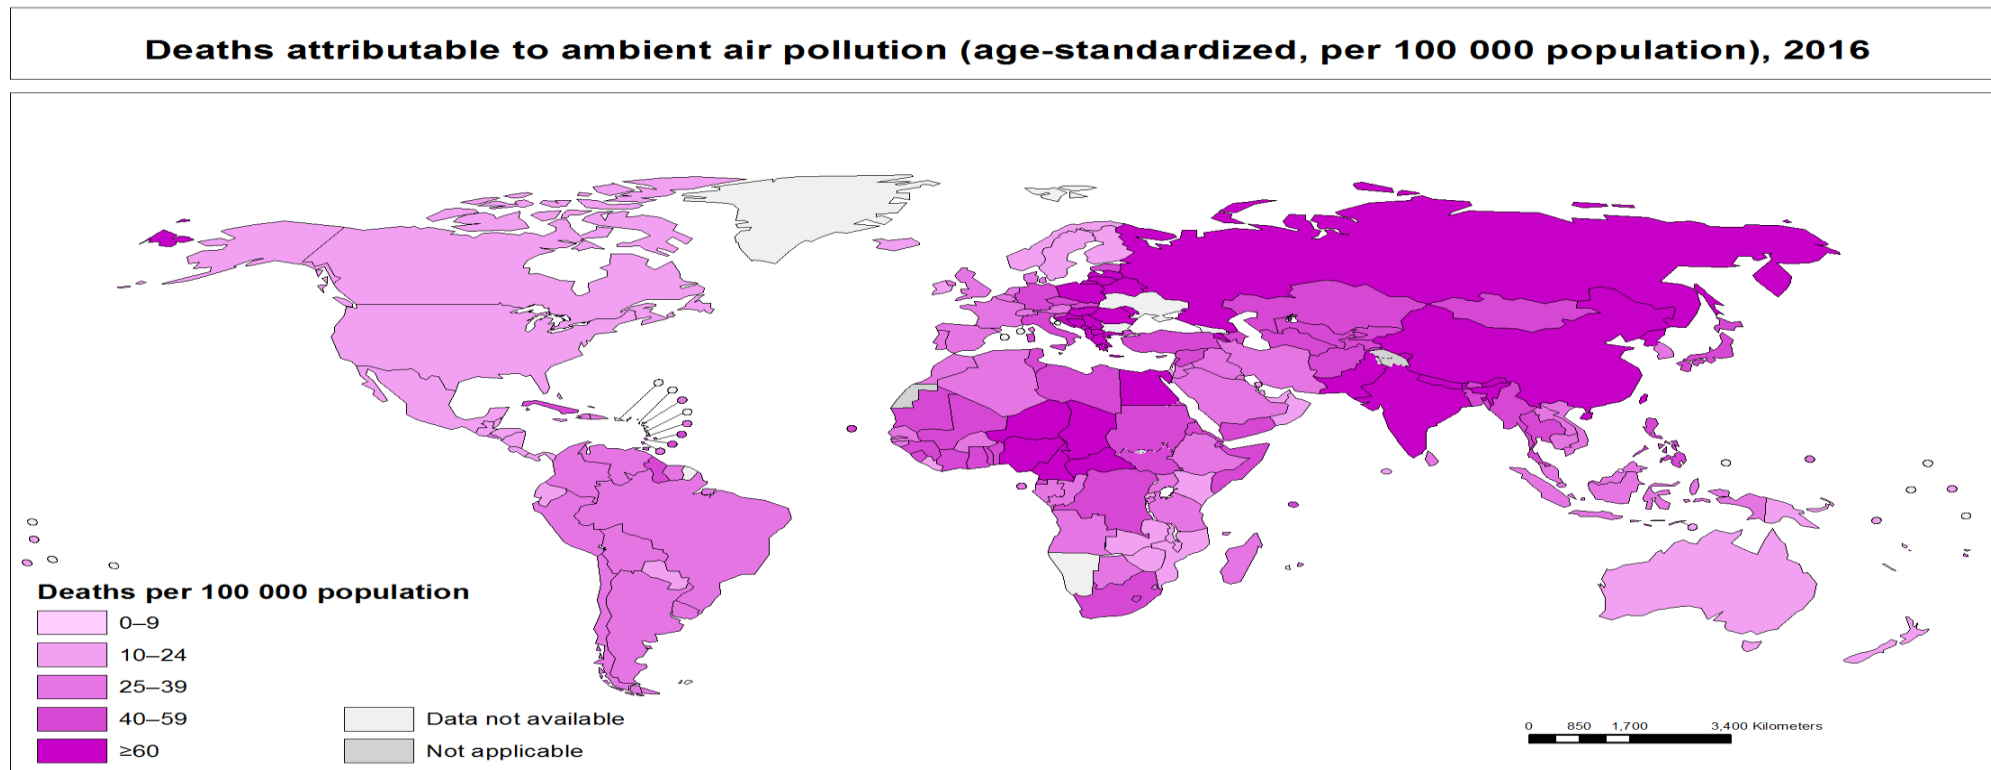 Deaths attributable to ambient air pollution (age-standardized, per 100 000 population), 2016
Deaths per 100 000 population
0–9
10–24
25–39
40–59
≥60
Data not available
Not applicable
0 850 1,700 3,400 Kilometers